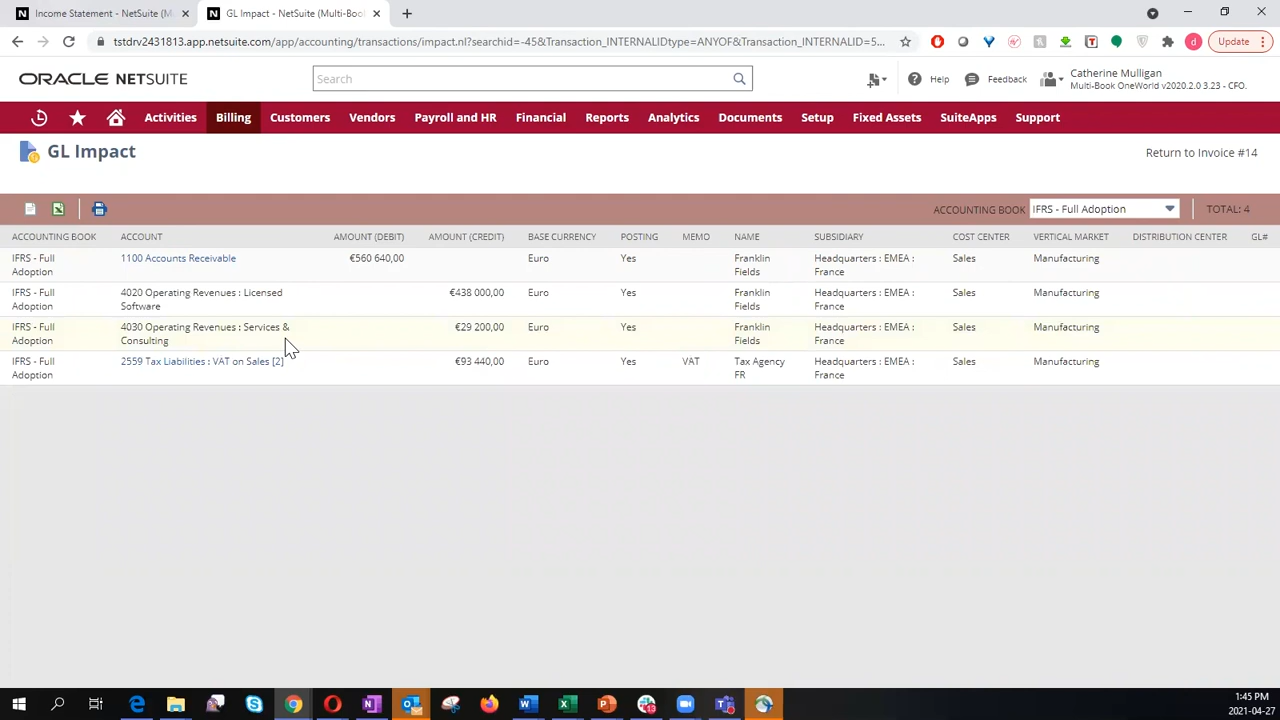 Income Statement - NetSuite (Mu
GL Impact - NetSuite (Multi-Book
tstdrv2431813.app.netsuite.com/app/accounting/transactions/impact.nl?searchid=-45&Transaction_INTERNALIDtype=ANYOF&Transaction_INTERNALID=5...
Update
ORACLE NETSUITE
Search
Help
Feedback
Catherine Mulligan
Multi-Book OneWorld v2020.2.0 3.23 - CFO.
Activities Billing Customers Vendors Payroll and HR Financial Reports Analytics Documents Setup Fixed Assets SuiteApps Support
GL Impact
Return to Invoice #14
ACCOUNTING BOOK IFRS - Full Adoption TOTAL: 4
ACCOUNTING BOOK ACCOUNT AMOUNT (DEBIT) AMOUNT (CREDIT) BASE CURRENCY POSTING MEMO NAME SUBSIDIARY COST CENTER VERTICAL MARKET DISTRIBUTION CENTER GL#
IFRS - Full 1100 Accounts Receivable €560 640,00 Euro Yes Franklin Headquarters : EMEA : Sales Manufacturing
Adoption Fields France
IFRS - Full 4020 Operating Revenues : Licensed €438 000,00 Euro Yes Franklin Headquarters : EMEA : Sales Manufacturing
Adoption Software Fields France
IFRS - Full 4030 Operating Revenues : Services & €29 200,00 Euro Yes Franklin Headquarters : EMEA : Sales Manufacturing
Adoption Consulting Fields France
IFRS - Full 2559 Tax Liabilities : VAT on Sales [2] €93 440,00 Euro Yes VAT Tax Agency Headquarters : EMEA : Sales Manufacturing
Adoption FR France
1:45 PM
2021-04-27